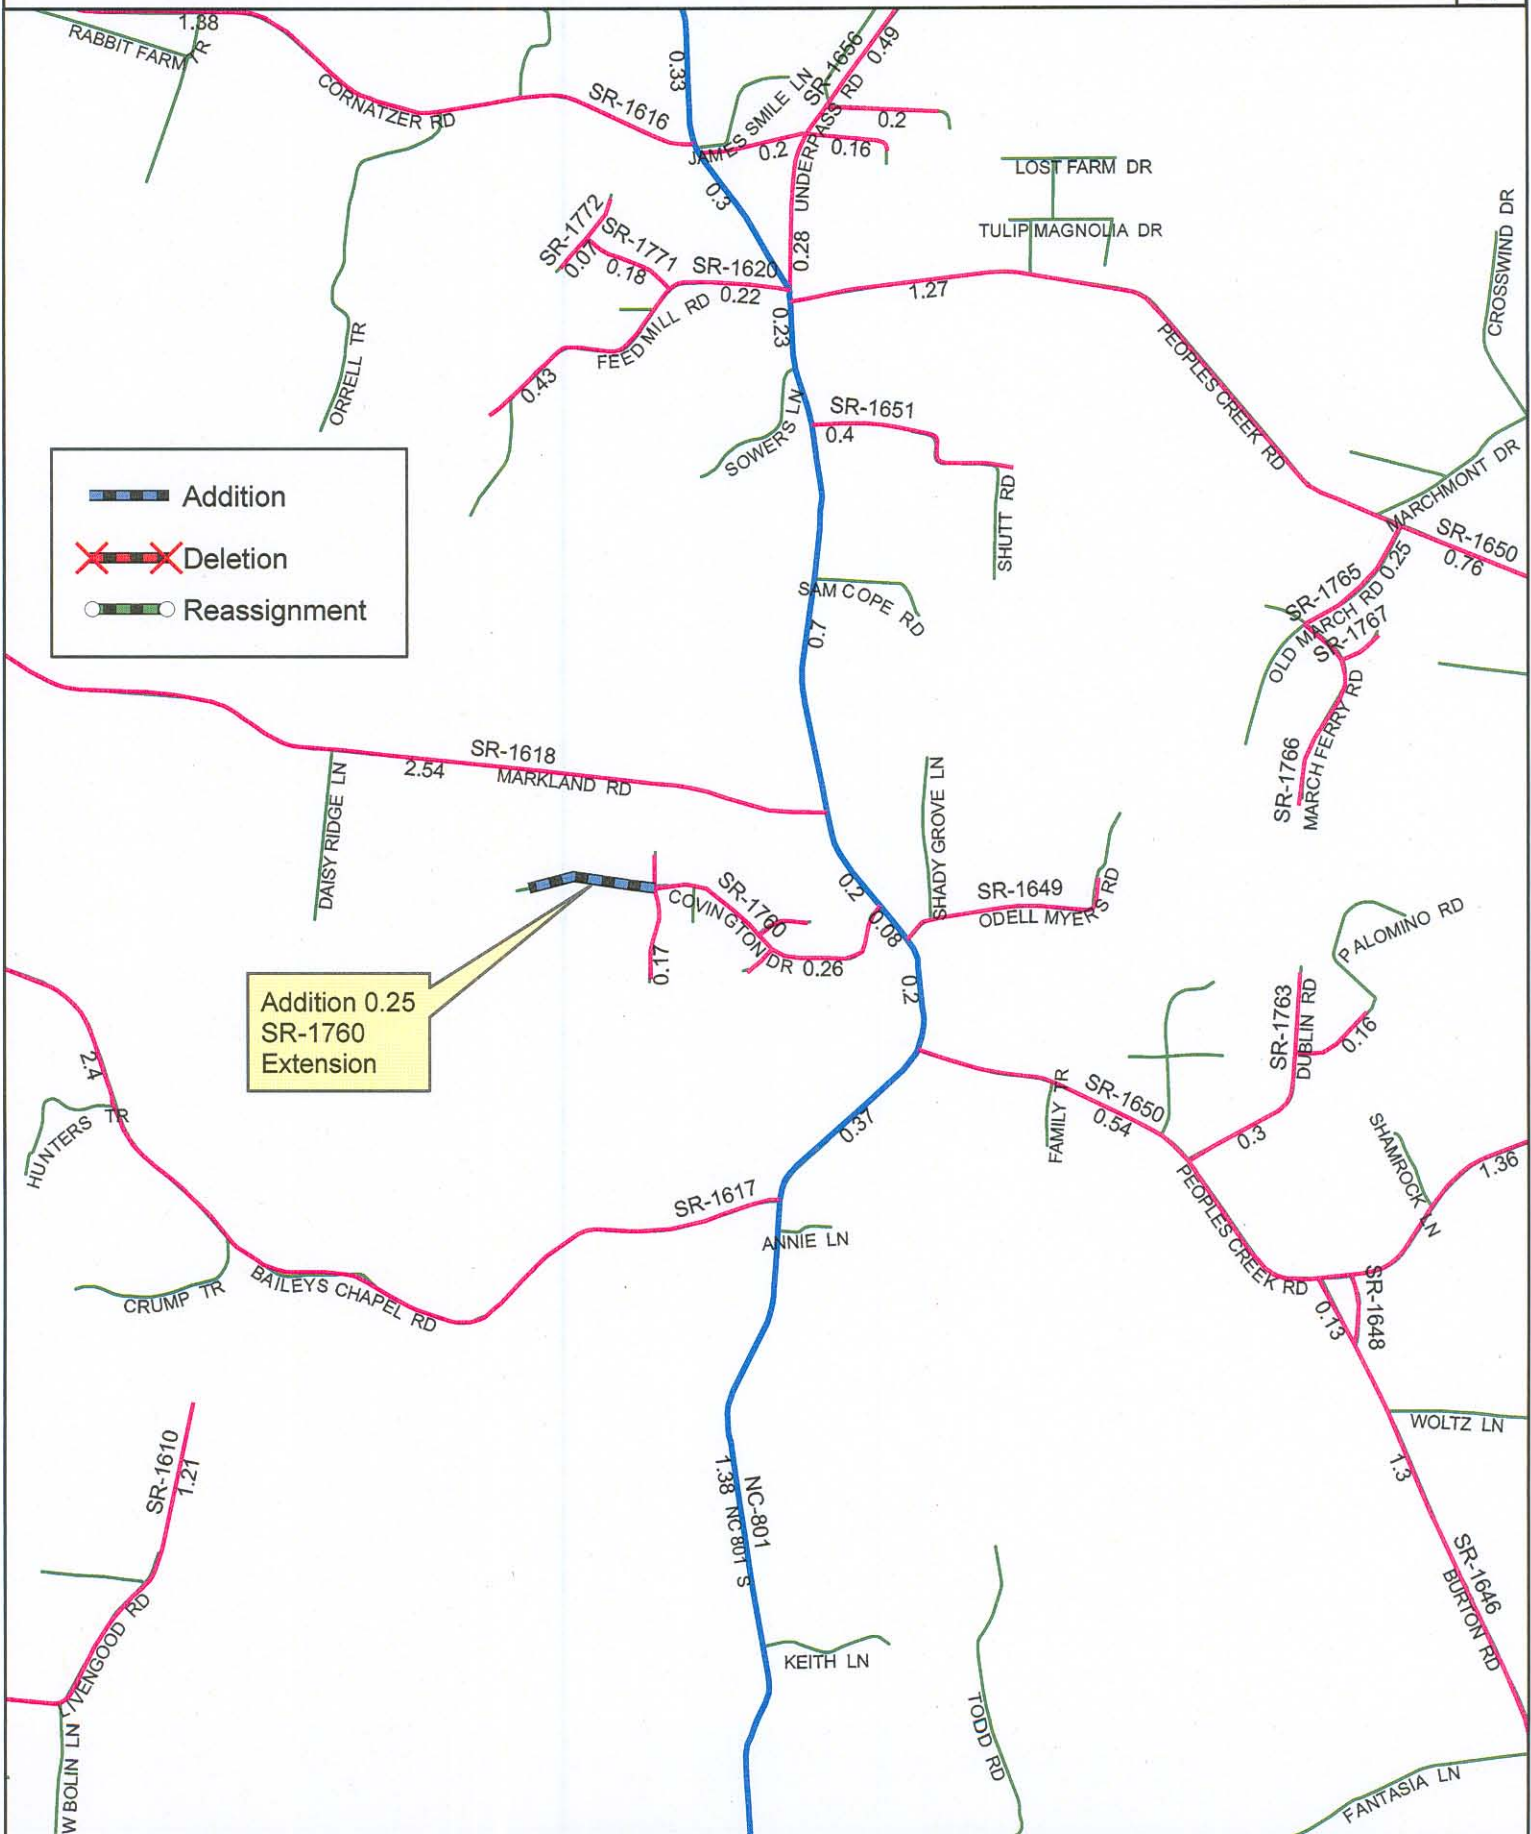 1.38
RABBIT FARM TR
CORNATZER RD
SR-1616
0.33
JAMES SMILE LN
SR-1656
0.49
UNDERPASS RD
0.2
0.2
0.16
0.3
0.28
LOST FARM DR
TULIP MAGNOLIA DR
CROSSWIND DR
SR-1772
0.07
SR-1771
0.18
SR-1620
0.22
FEED MILL RD
0.43
0.23
1.27
PEOPLES CREEK RD
ORRELL TR
SOWERS LN
SR-1651
0.4
SHUTT RD
MARCHMONT DR
SR-1650
0.76
Addition
Deletion
Reassignment
SAM COPE RD
0.7
0.25
SR-1765
OLD MARCH RD
SR-1767
SR-1766
MARCH FERRY RD
SR-1618
2.54
MARKLAND RD
DAISY RIDGE LN
SHADY GROVE LN
0.2
0.08
SR-1649
ODELL MYERS RD
SR-1760
COVINGTON DR
0.26
0.17
0.2
PALOMINO RD
Addition 0.25
SR-1760
Extension
SR-1763
DUBLIN RD
0.16
0.3
2.4
HUNTERS TR
0.37
FAMILY TR
SR-1650
0.54
PEOPLES CREEK RD
SHAMROCK LN
1.36
SR-1617
ANNIE LN
CRUMP TR
BAILEYS CHAPEL RD
0.13
SR-1648
WOLTZ LN
SR-1610
1.21
1.38
NC 801 S
NC-801
1.3
SR-1646
BURTON RD
LIVENGOOD RD
KEITH LN
TODD RD
W BOLIN LN
FANTASIA LN